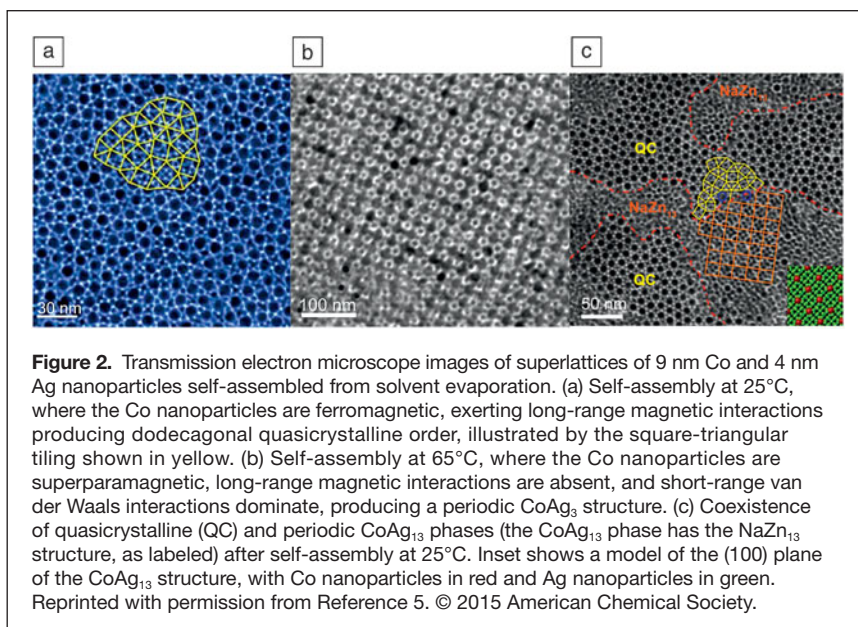 a
b
c
NaZn₁₃
QC
NaZn₁₃
QC
30 nm
100 nm
50 nm
Figure 2. Transmission electron microscope images of superlattices of 9 nm Co and 4 nm
Ag nanoparticles self-assembled from solvent evaporation. (a) Self-assembly at 25°C,
where the Co nanoparticles are ferromagnetic, exerting long-range magnetic interactions
producing dodecagonal quasicrystalline order, illustrated by the square-triangular
tiling shown in yellow. (b) Self-assembly at 65°C, where the Co nanoparticles are
superparamagnetic, long-range magnetic interactions are absent, and short-range van
der Waals interactions dominate, producing a periodic CoAg₃ structure. (c) Coexistence
of quasicrystalline (QC) and periodic CoAg₁₃ phases (the CoAg₁₃ phase has the NaZn₁₃
structure, as labeled) after self-assembly at 25°C. Inset shows a model of the (100) plane
of the CoAg₁₃ structure, with Co nanoparticles in red and Ag nanoparticles in green.
Reprinted with permission from Reference 5. © 2015 American Chemical Society.